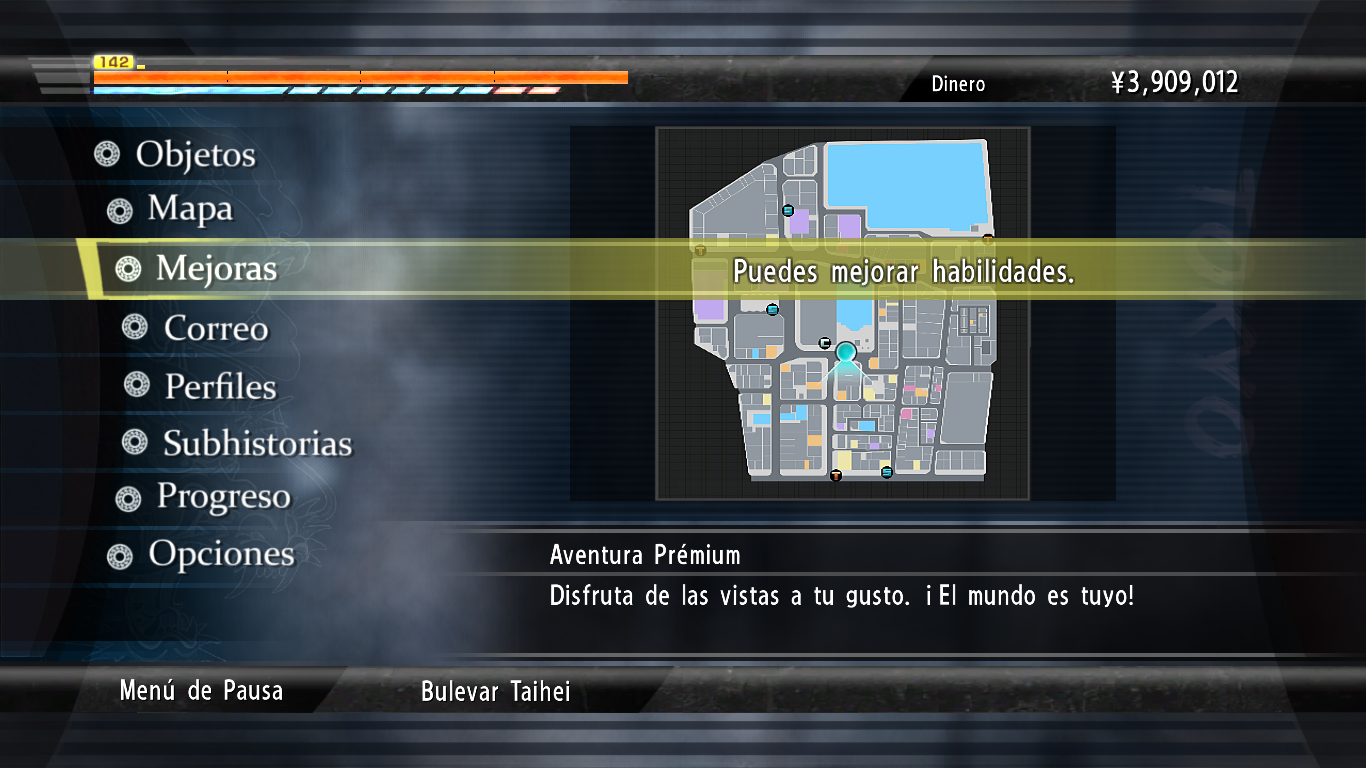 142
Dinero
¥3,909,012
Objetos
Mapa
Mejoras
Puedes mejorar habilidades.
Correo
Perfiles
Subhistorias
Progreso
Opciones
TOKYO
Aventura Prémium
Disfruta de las vistas a tu gusto. ¡El mundo es tuyo!
Menú de Pausa
Bulevar Taihei